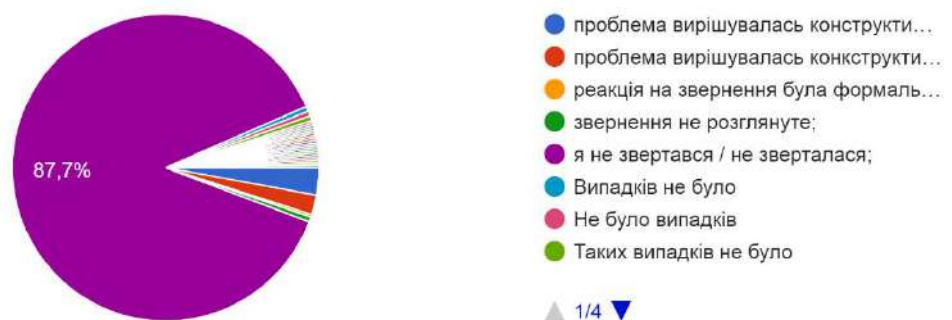 87,7%
проблема вирішувалась конструкти…
проблема вирішувалась конкструкти…
реакція на звернення була формаль…
звернення не розглянуте;
я не звертався / не зверталася;
Випадків не було
Не було випадків
Таких випадків не було
1/4